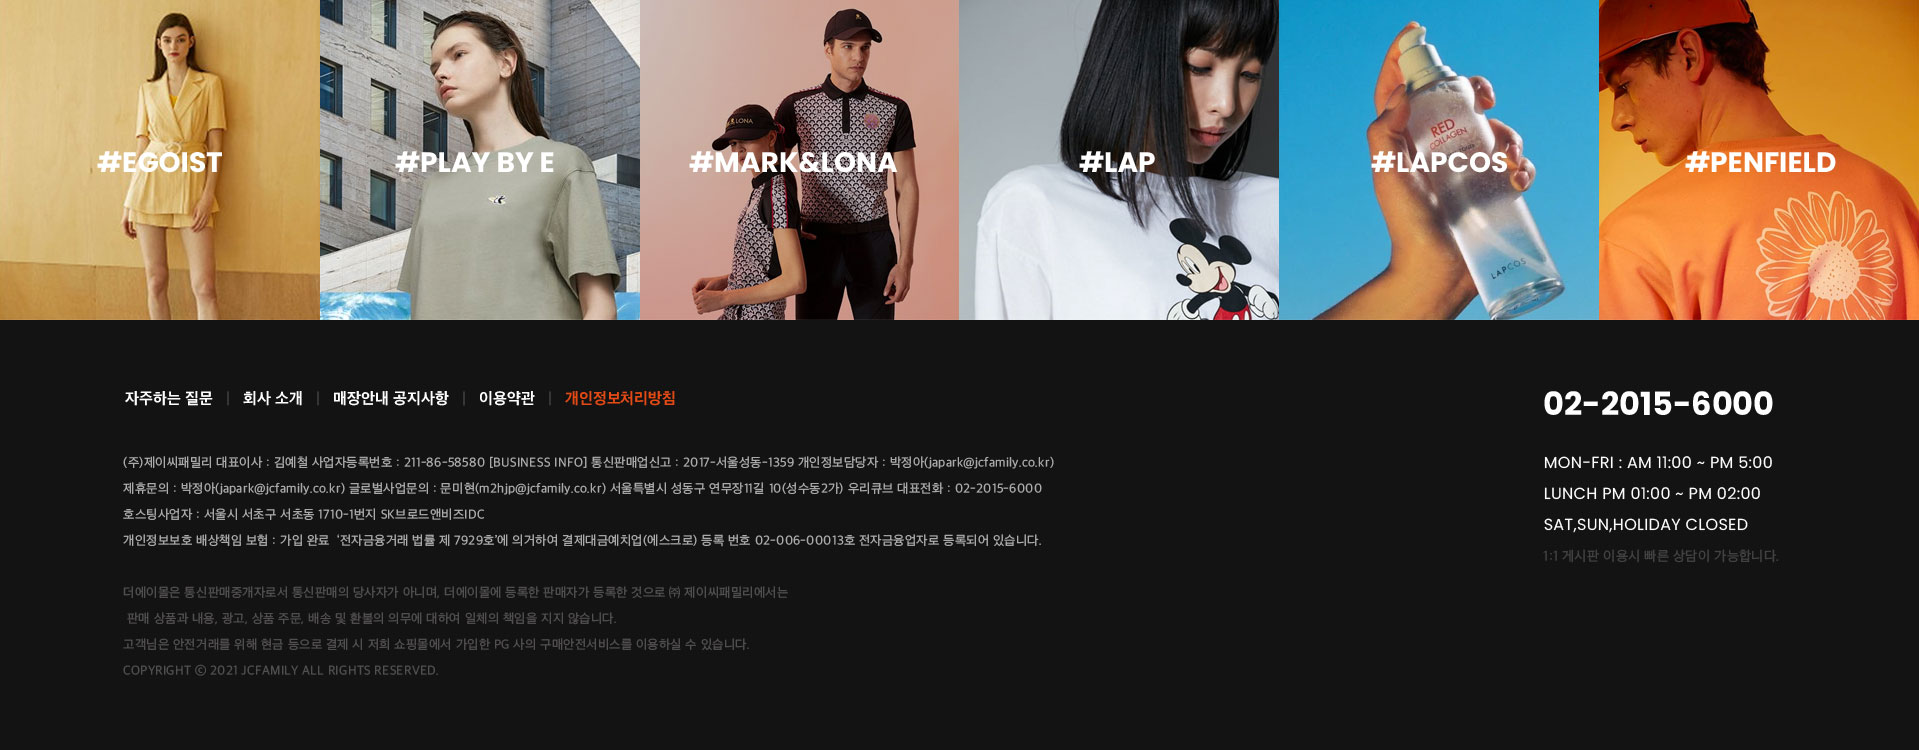 #EGOIST
#PLAY BY E
#MARK&LONA
#LAP
#LAPCOS
#PENFIELD
LONA
RED
COLLAGEN
LAPCOS
자주하는 질문 | 회사 소개 | 매장안내 공지사항 | 이용약관 | 개인정보처리방침
(주)제이씨패밀리 대표이사 : 김예철 사업자등록번호 : 211-86-58580 [BUSINESS INFO] 통신판매업신고 : 2017-서울성동-1359 개인정보담당자 : 박정아(japark@jcfamily.co.kr)
제휴문의 : 박정아(japark@jcfamily.co.kr) 글로벌사업문의 : 문미현(m2hjp@jcfamily.co.kr) 서울특별시 성동구 연무장11길 10(성수동2가) 우리큐브 대표전화 : 02-2015-6000
호스팅사업자 : 서울시 서초구 서초동 1710-1번지 SK브로드앤비즈IDC
개인정보보호 배상책임 보험 : 가입 완료 '전자금융거래 법률 제 7929호'에 의거하여 결제대금예치업(에스크로) 등록 번호 02-006-00013호 전자금융업자로 등록되어 있습니다.
더에이몰은 통신판매중개자로서 통신판매의 당사자가 아니며, 더에이몰에 등록한 판매자가 등록한 것으로 ㈜ 제이씨패밀리에서는
판매 상품과 내용, 광고, 상품 주문, 배송 및 환불의 의무에 대하여 일체의 책임을 지지 않습니다.
고객님은 안전거래를 위해 현금 등으로 결제 시 저희 쇼핑몰에서 가입한 PG 사의 구매안전서비스를 이용하실 수 있습니다.
COPYRIGHT ⓒ 2021 JCFAMILY ALL RIGHTS RESERVED.
02-2015-6000
MON-FRI : AM 11:00 ~ PM 5:00
LUNCH PM 01:00 ~ PM 02:00
SAT,SUN,HOLIDAY CLOSED
1:1 게시판 이용시 빠른 상담이 가능합니다.